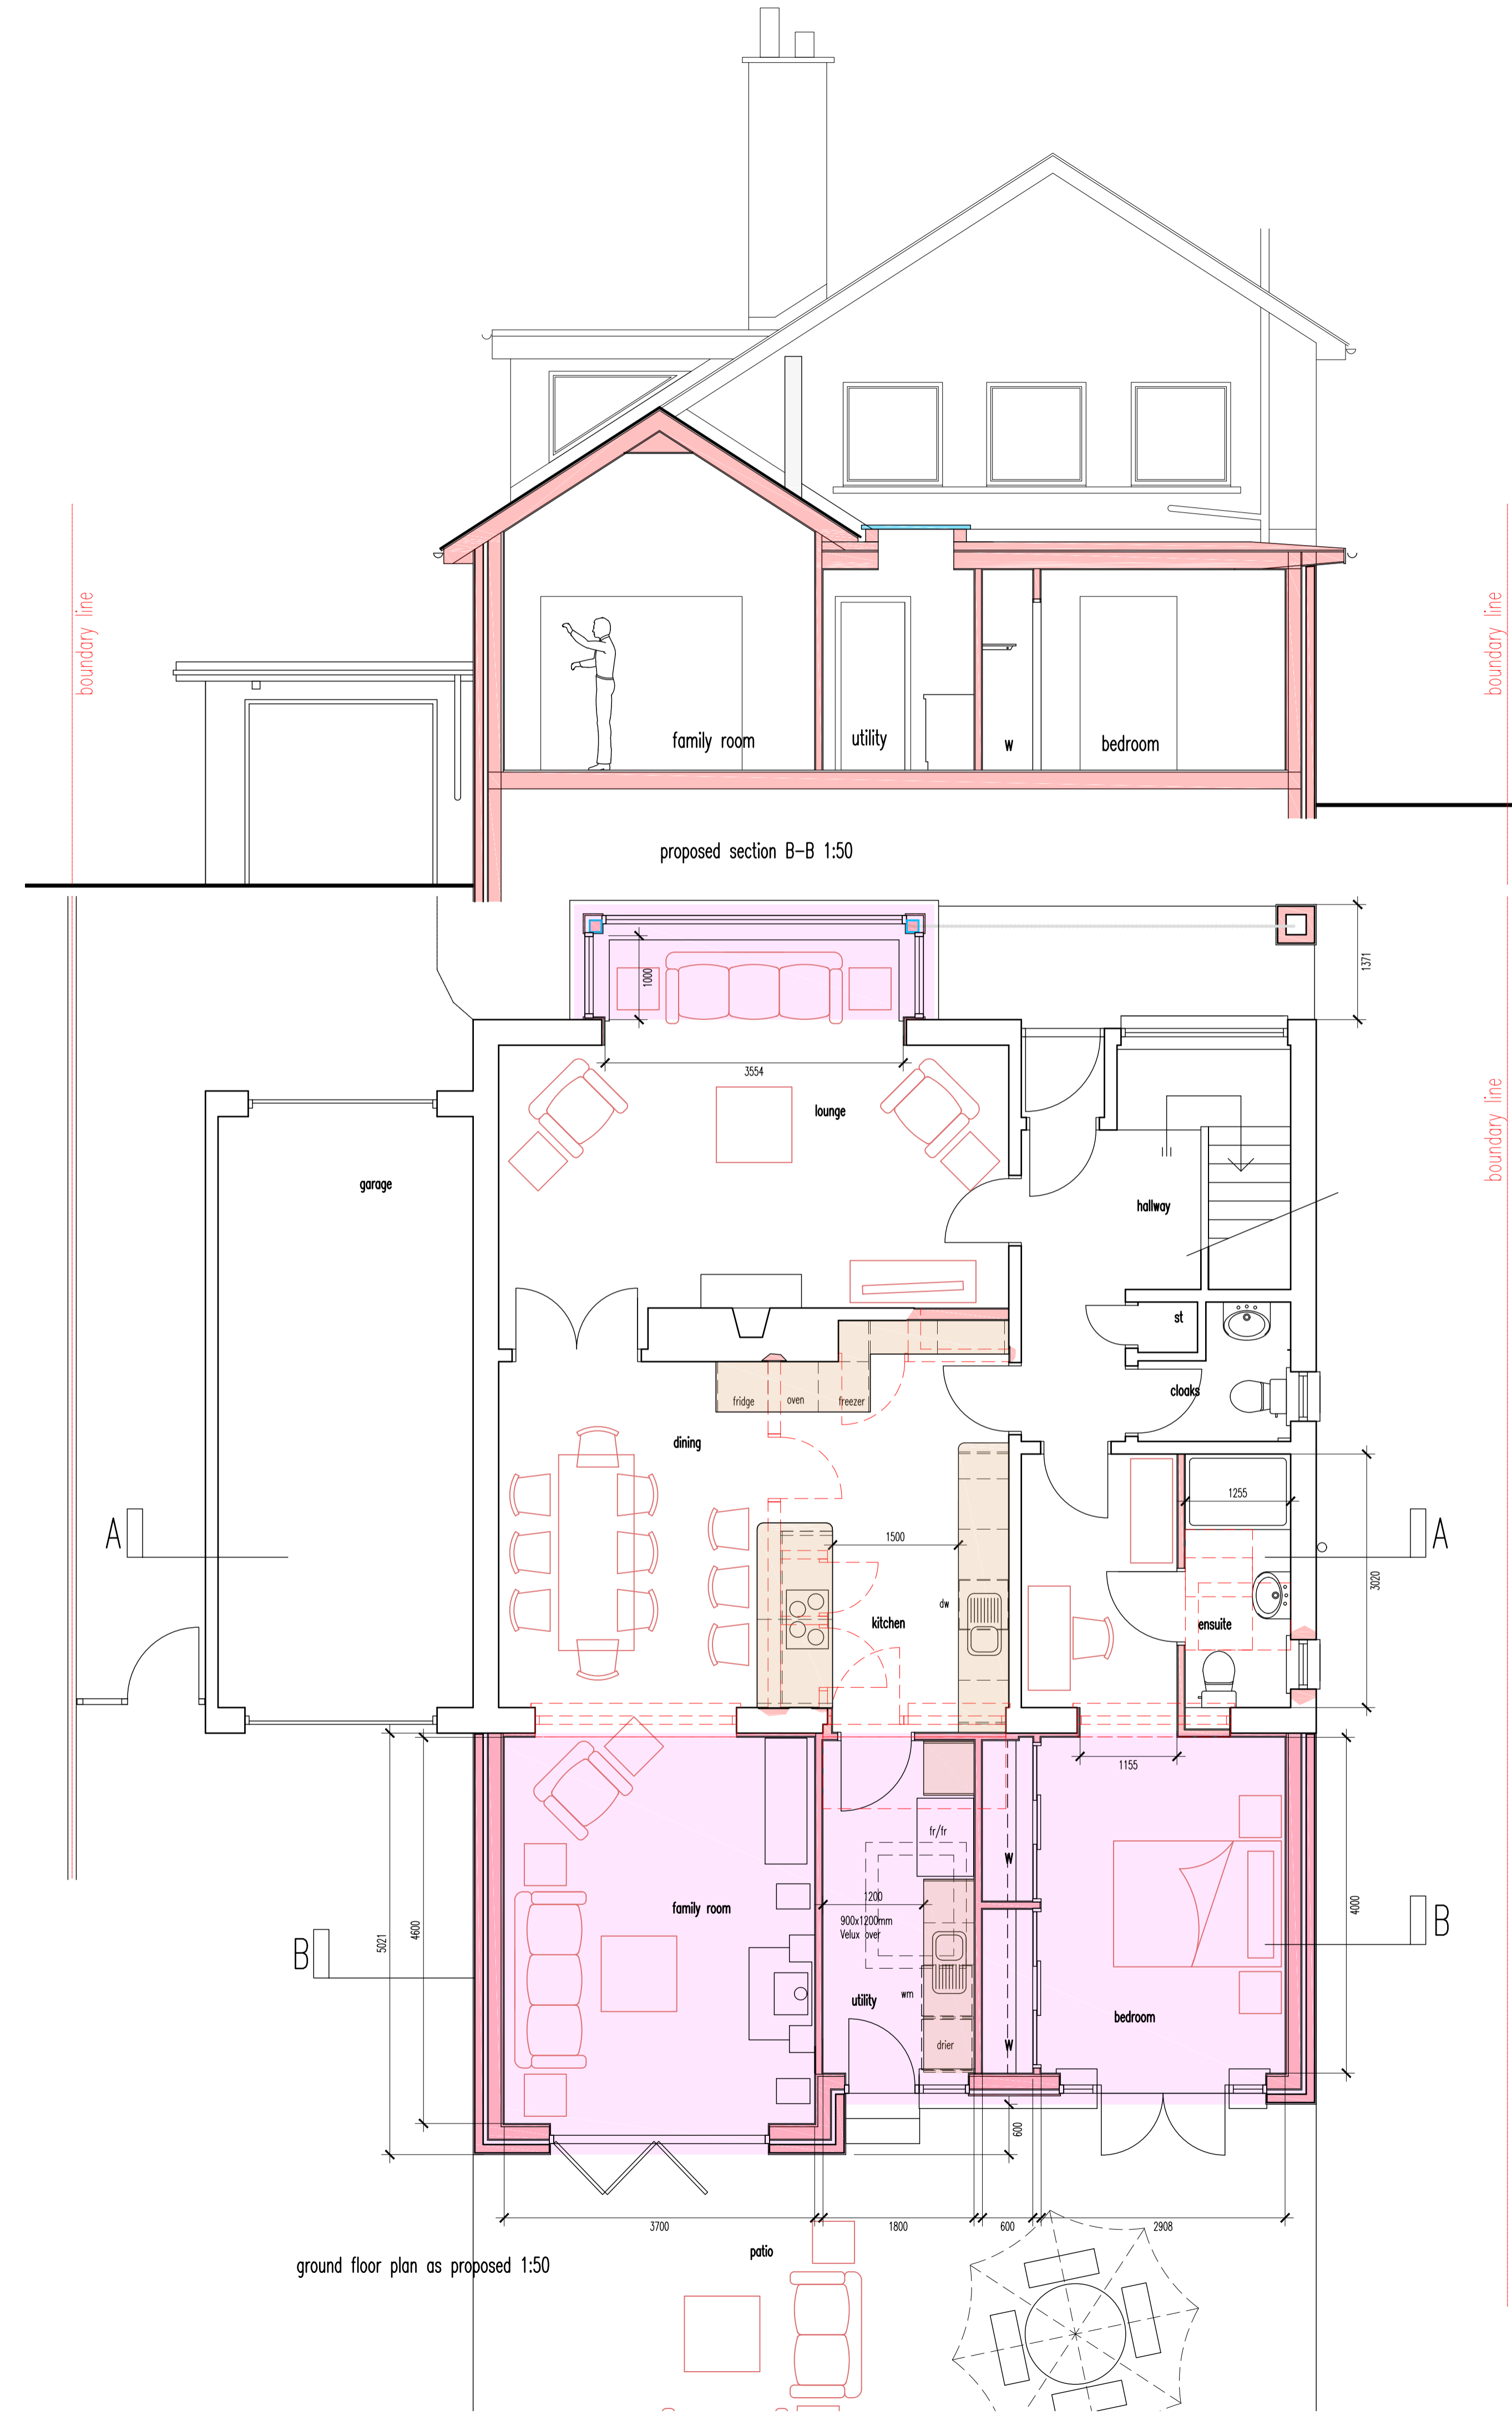 boundary line
boundary line
family room
utility
w
bedroom
proposed section B-B 1:50
1000
1371
3554
lounge
boundary line
garage
hallway
st
cloaks
fridge
oven
freezer
dining
1255
A
1500
A
3020
dw
kitchen
ensuite
1155
fr/fr
w
1200
family room
900x1200mm
Velux over
5021
4600
4000
B
B
wm
utility
bedroom
drier
w
600
3700
1800
600
2908
patio
ground floor plan as proposed 1:50